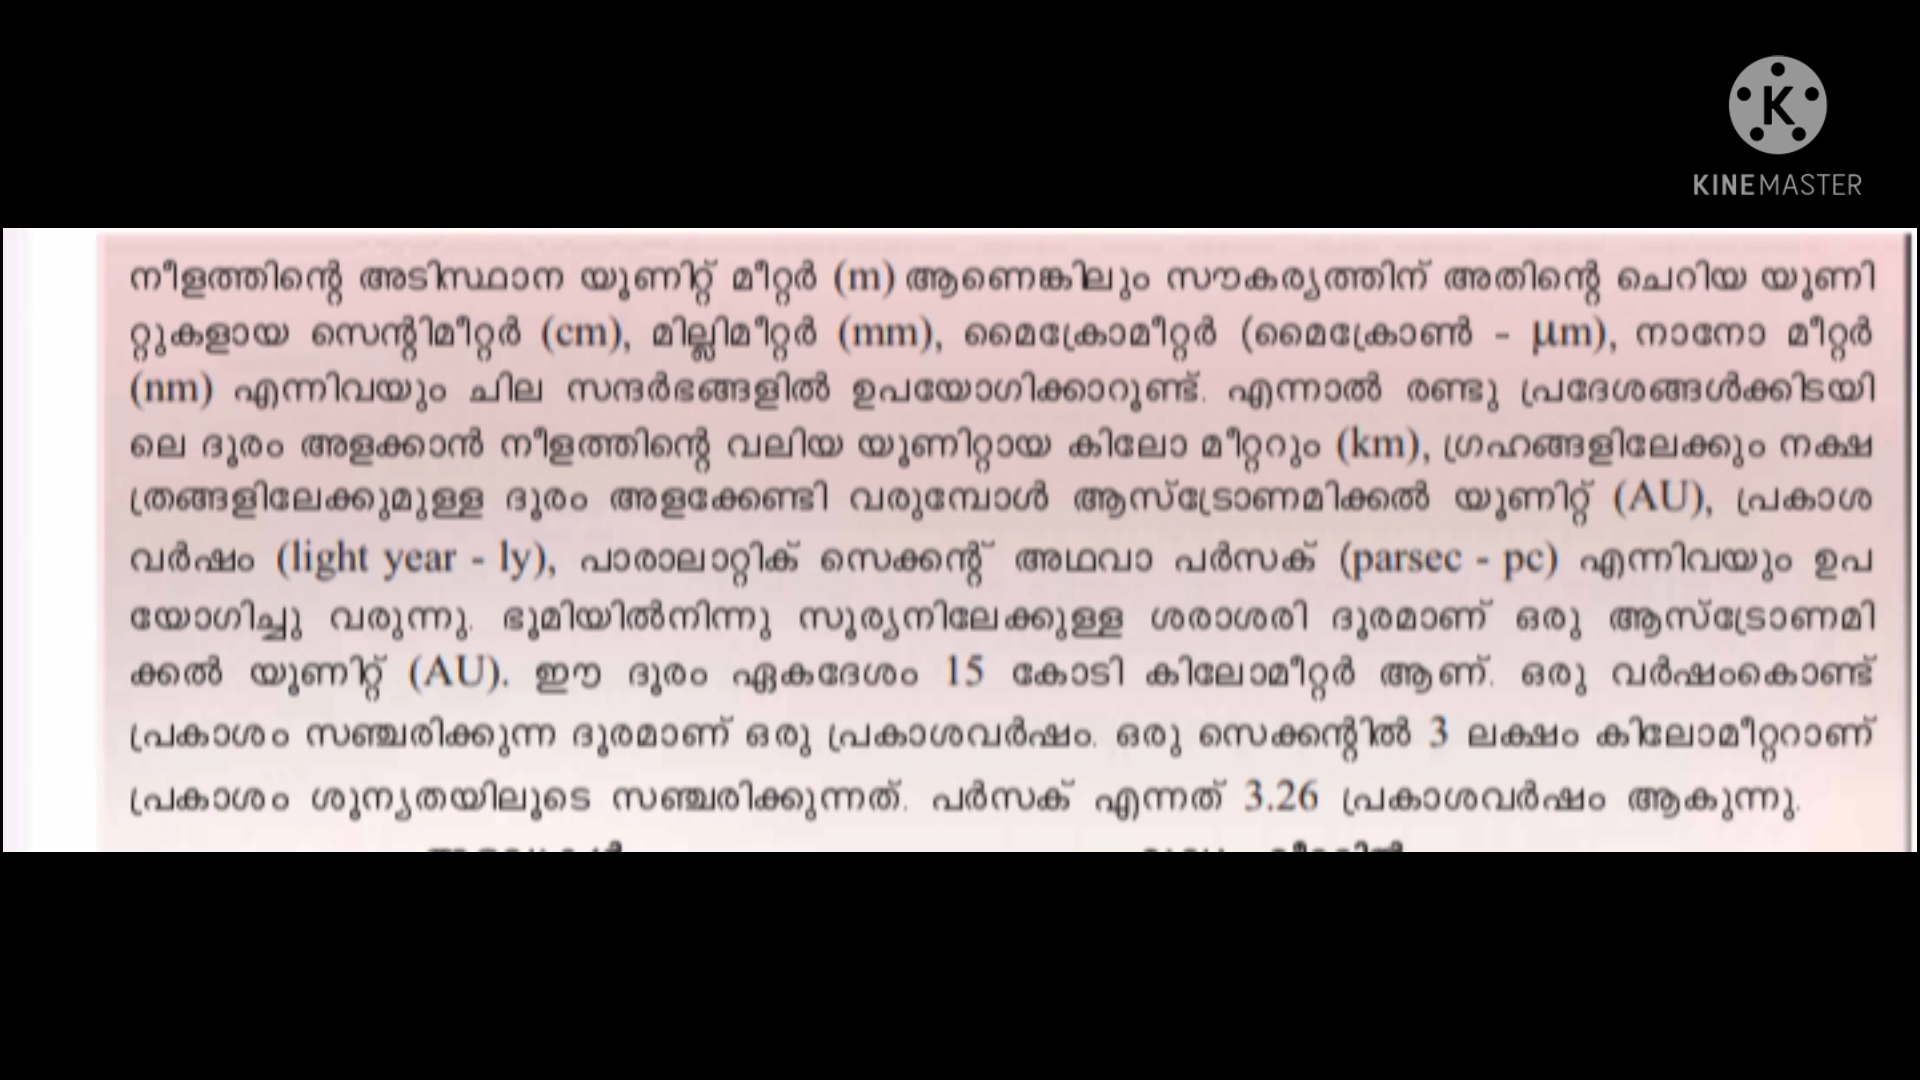 KINEMASTER
നീളത്തിന്റെ അടിസ്ഥാന യൂണിറ്റ് മീറ്റർ (m) ആണെങ്കിലും സൗകര്യത്തിന് അതിന്റെ ചെറിയ യൂണി
റ്റുകളായ സെന്റിമീറ്റർ (cm), മില്ലിമീറ്റർ (mm), മൈക്രോമീറ്റർ (മൈക്രോൺ - μm), നാനോ മീറ്റർ
(nm) എന്നിവയും ചില സന്ദർഭങ്ങളിൽ ഉപയോഗിക്കാറുണ്ട്. എന്നാൽ രണ്ടു പ്രദേശങ്ങൾക്കിടയി
ലെ ദൂരം അളക്കാൻ നീളത്തിന്റെ വലിയ യൂണിറ്റായ കിലോ മീറ്ററും (km), ഗ്രഹങ്ങളിലേക്കും നക്ഷ
ത്രങ്ങളിലേക്കുമുള്ള ദൂരം അളക്കേണ്ടി വരുമ്പോൾ ആസ്ട്രോണമിക്കൽ യൂണിറ്റ് (AU), പ്രകാശ
വർഷം (light year - ly), പാരാലാറ്റിക് സെക്കന്റ് അഥവാ പർസക് (parsec - pc) എന്നിവയും ഉപ
യോഗിച്ചു വരുന്നു. ഭൂമിയിൽനിന്നു സൂര്യനിലേക്കുള്ള ശരാശരി ദൂരമാണ് ഒരു ആസ്ട്രോണമി
ക്കൽ യൂണിറ്റ് (AU). ഈ ദൂരം ഏകദേശം 15 കോടി കിലോമീറ്റർ ആണ്. ഒരു വർഷംകൊണ്ട്
പ്രകാശം സഞ്ചരിക്കുന്ന ദൂരമാണ് ഒരു പ്രകാശവർഷം. ഒരു സെക്കന്റിൽ 3 ലക്ഷം കിലോമീറ്ററാണ്
പ്രകാശം ശൂന്യതയിലൂടെ സഞ്ചരിക്കുന്നത്. പർസക് എന്നത് 3.26 പ്രകാശവർഷം ആകുന്നു.